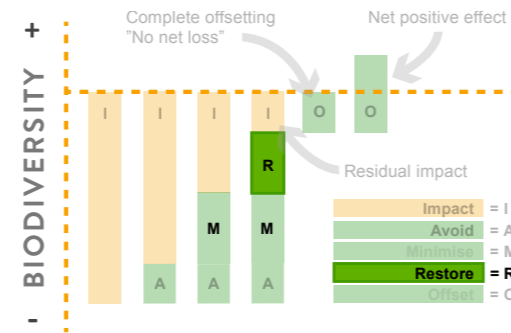 +
BIODIVERSITY
-
Complete offsetting
"No net loss"
Net positive effect
I I I I O O
R
Residual impact
M M
A A A
Impact = I
Avoid = A
Minimise = M
Restore = R
Offset = O